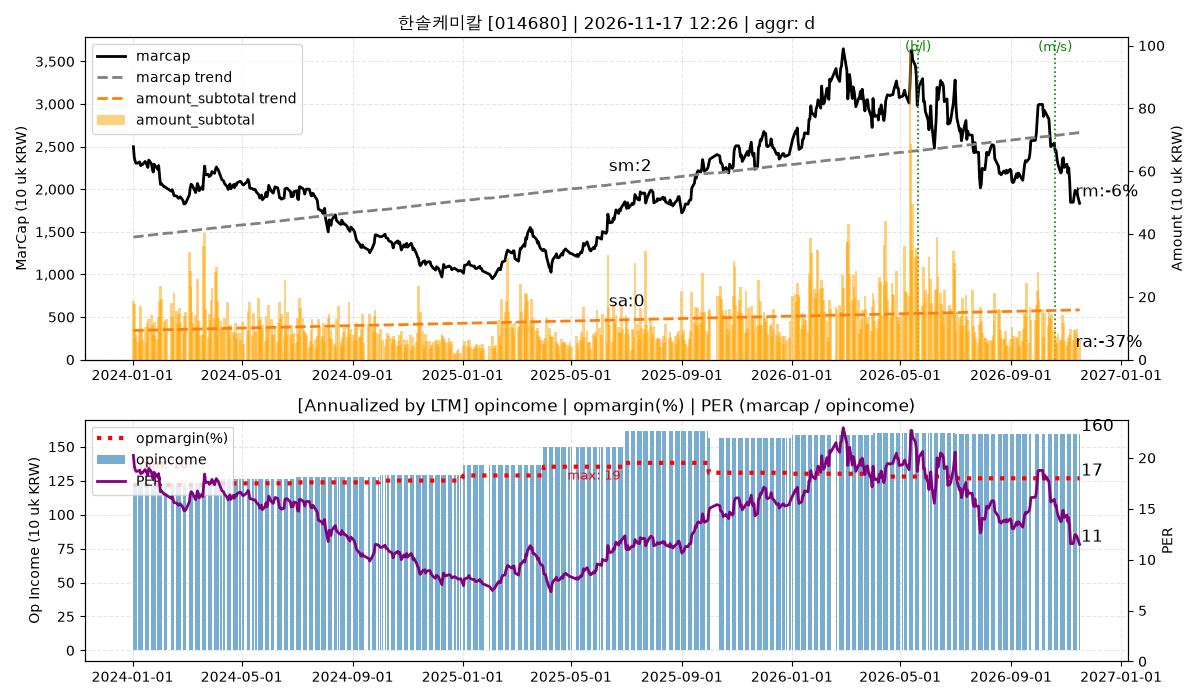 한솔케미칼 [014680] | 2026-11-17 12:26 | aggr: d
marcap
marcap trend
amount_subtotal trend
amount_subtotal
(b/l)
(m/s)
sm:2
sa:0
rm:-6%
ra:-37%
MarCap (10 uk KRW)
Amount (10 uk KRW)
3,500
3,000
2,500
2,000
1,500
1,000
500
0
100
80
60
40
20
0
2024-01-01
2024-05-01
2024-09-01
2025-01-01
2025-05-01
2025-09-01
2026-01-01
2026-05-01
2026-09-01
2027-01-01
[Annualized by LTM] opincome | opmargin(%) | PER (marcap / opincome)
opmargin(%)
opincome
PER
max: 19
160
17
11
Op Income (10 uk KRW)
PER
150
125
100
75
50
25
0
20
15
10
5
0
2024-01-01
2024-05-01
2024-09-01
2025-01-01
2025-05-01
2025-09-01
2026-01-01
2026-05-01
2026-09-01
2027-01-01